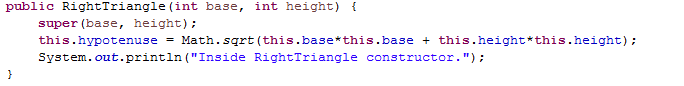 public RightTriangle(int base, int height) {
    super(base, height);
    this.hypotenuse = Math.sqrt(this.base*this.base + this.height*this.height);
    System.out.println("Inside RightTriangle constructor.");
}